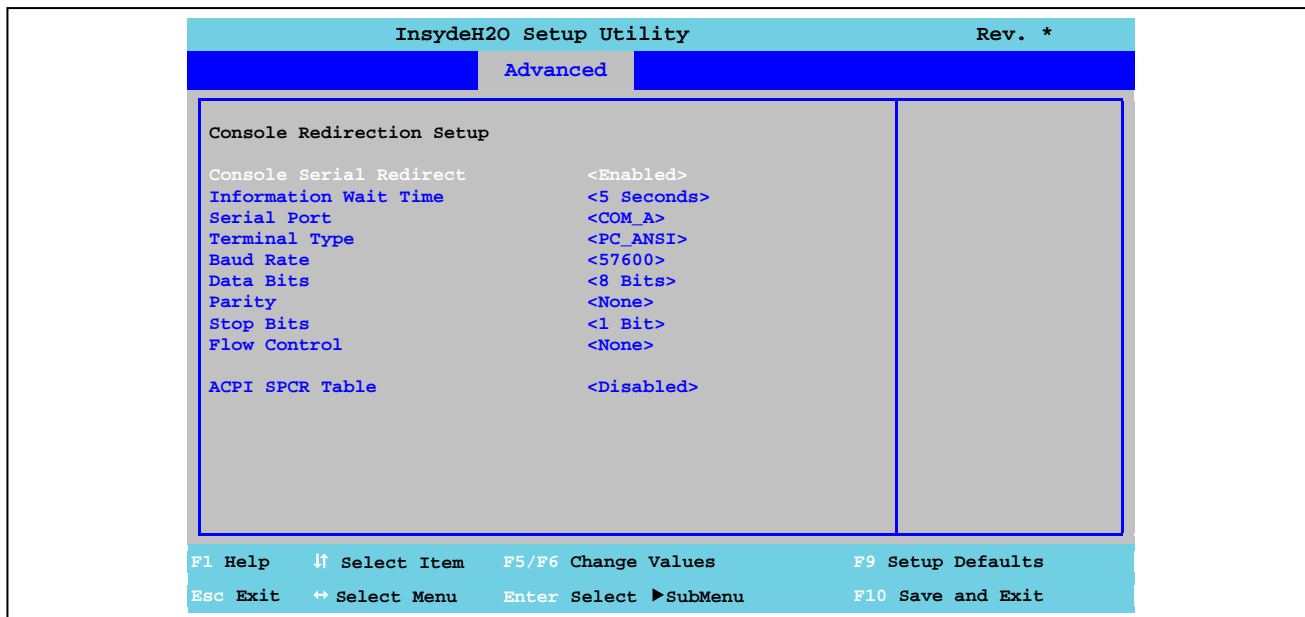 InsydeH2O Setup Utility Rev. *
Advanced
Console Redirection Setup
Console Serial Redirect <Enabled>
Information Wait Time <5 Seconds>
Serial Port <COM_A>
Terminal Type <PC_ANSI>
Baud Rate <57600>
Data Bits <8 Bits>
Parity <None>
Stop Bits <1 Bit>
Flow Control <None>
ACPI SPCR Table <Disabled>
F1 Help ↓↑ Select Item F5/F6 Change Values F9 Setup Defaults
Esc Exit ↔ Select Menu Enter Select ▶SubMenu F10 Save and Exit